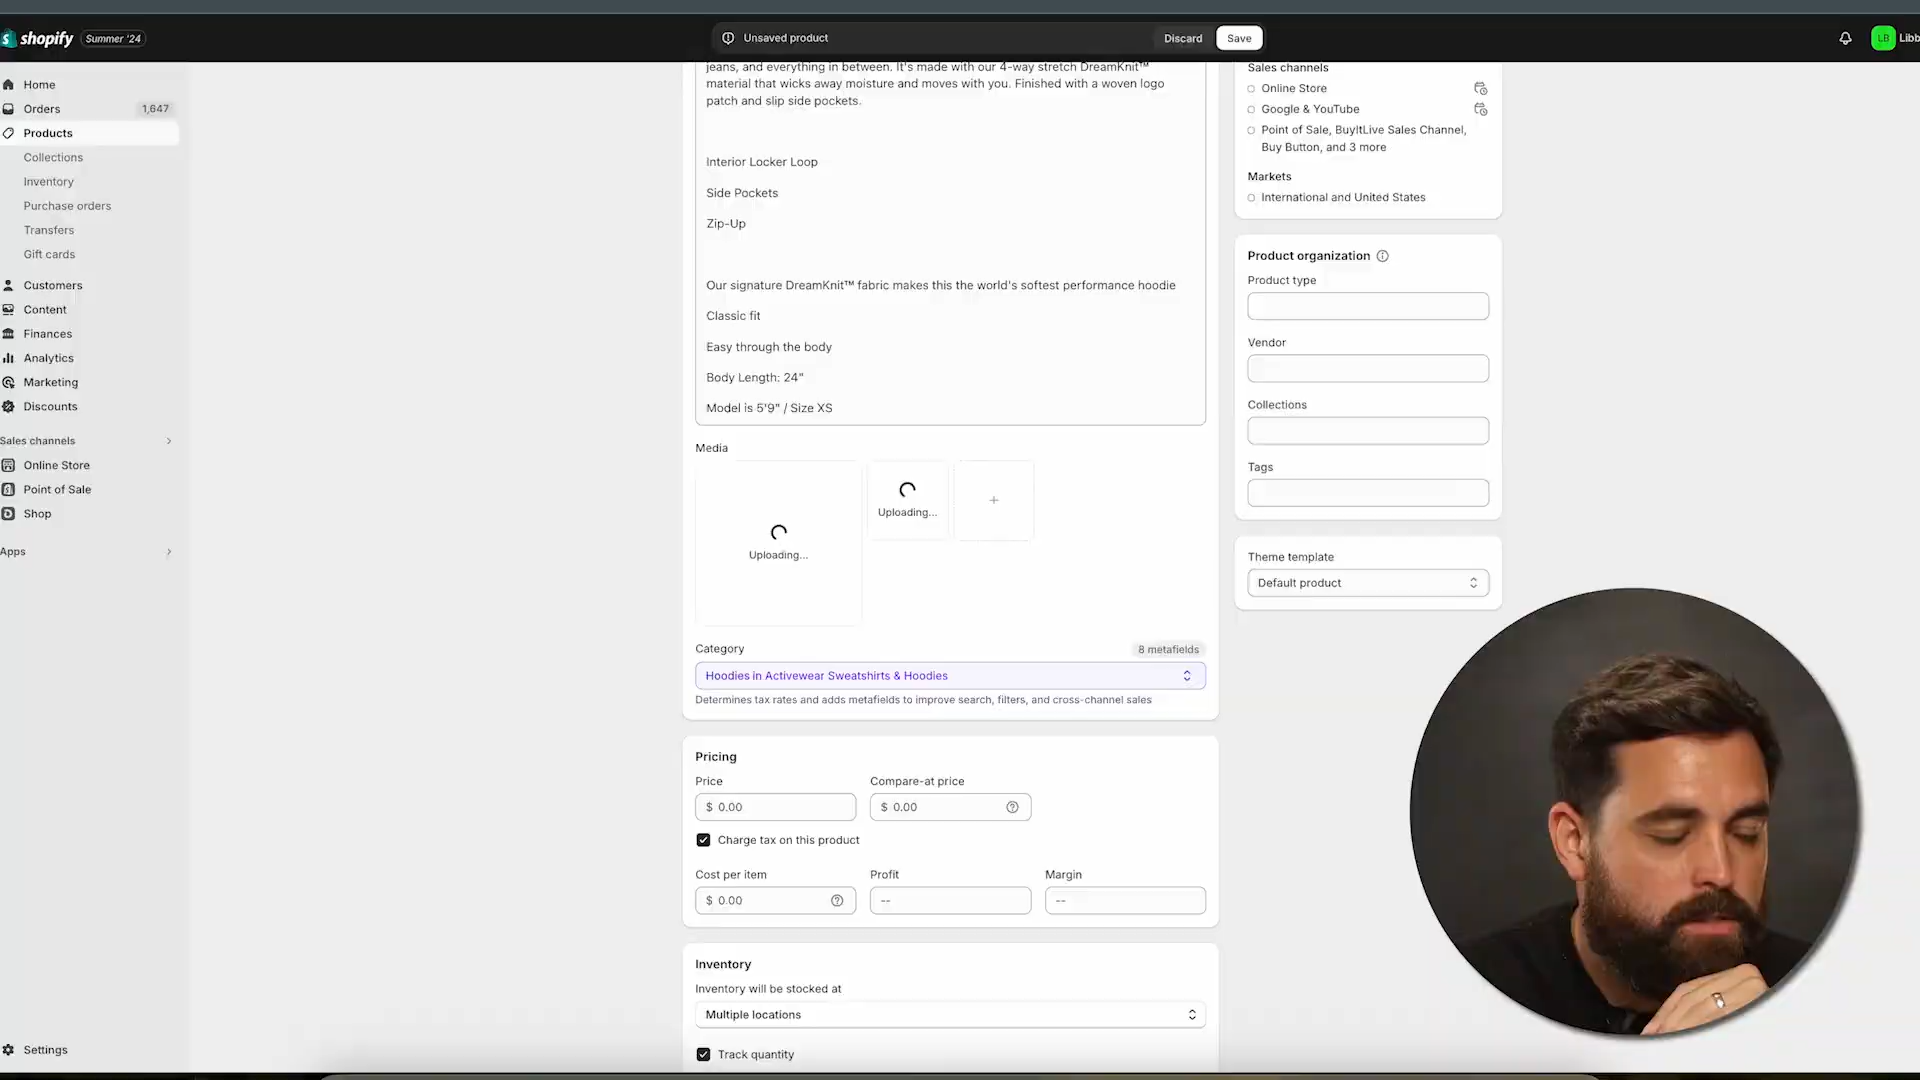 shopify
Summer '24
Unsaved product
Discard
Save
LB
Libb
Home
Orders
1,647
Products
Collections
Inventory
Purchase orders
Transfers
Gift cards
Customers
Content
Finances
Analytics
Marketing
Discounts
Sales channels
Online Store
Point of Sale
Shop
Apps
Settings
jeans, and everything in between. It's made with our 4-way stretch DreamKnit™
material that wicks away moisture and moves with you. Finished with a woven logo
patch and slip side pockets.
Interior Locker Loop
Side Pockets
Zip-Up
Our signature DreamKnit™ fabric makes this the world's softest performance hoodie
Classic fit
Easy through the body
Body Length: 24"
Model is 5'9" / Size XS
Media
Uploading...
Uploading...
Category
8 metafields
Hoodies in Activewear Sweatshirts & Hoodies
Determines tax rates and adds metafields to improve search, filters, and cross-channel sales
Pricing
Price
Compare-at price
$ 0.00
$ 0.00
Charge tax on this product
Cost per item
Profit
Margin
$ 0.00
--
--
Inventory
Inventory will be stocked at
Multiple locations
Track quantity
Sales channels
Online Store
Google & YouTube
Point of Sale, BuyItLive Sales Channel,
Buy Button, and 3 more
Markets
International and United States
Product organization
Product type
Vendor
Collections
Tags
Theme template
Default product